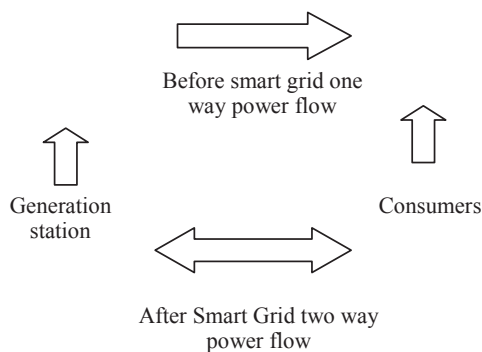 Before smart grid one
way power flow
Generation
station
Consumers
After Smart Grid two way
power flow